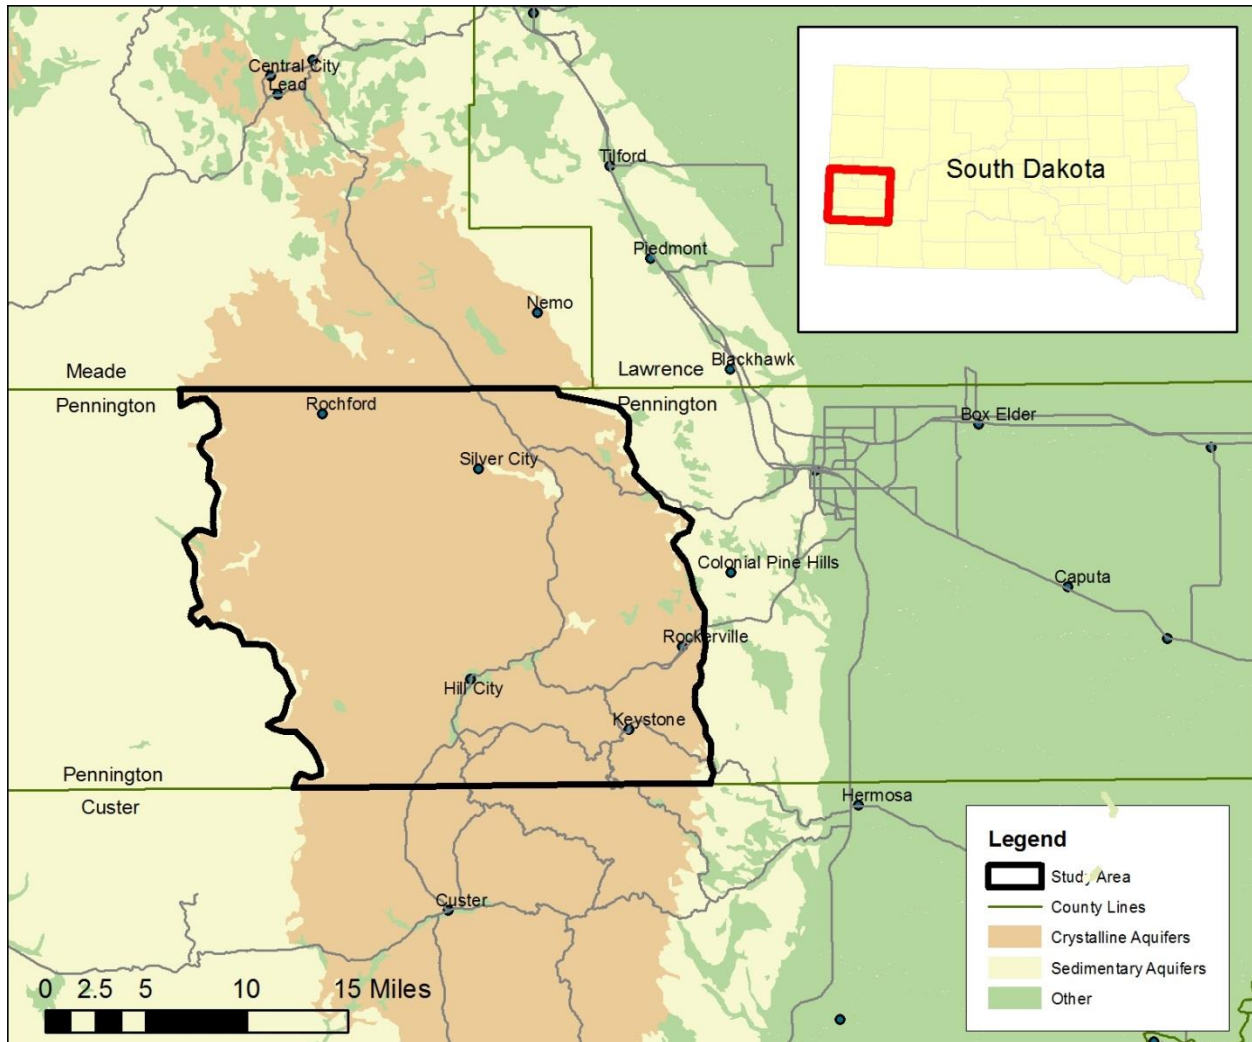 Central City
Lead
Tilford
South Dakota
Piedmont
Nemo
Meade
Lawrence
Blackhawk
Pennington
Rochford
Pennington
Box Elder
Silver City
Colonial Pine Hills
Caputa
Rockerville
Hill City
Keystone
Pennington
Custer
Hermosa
Custer
Legend
Study Area
County Lines
Crystalline Aquifers
Sedimentary Aquifers
Other
0 2.5 5 10 15 Miles